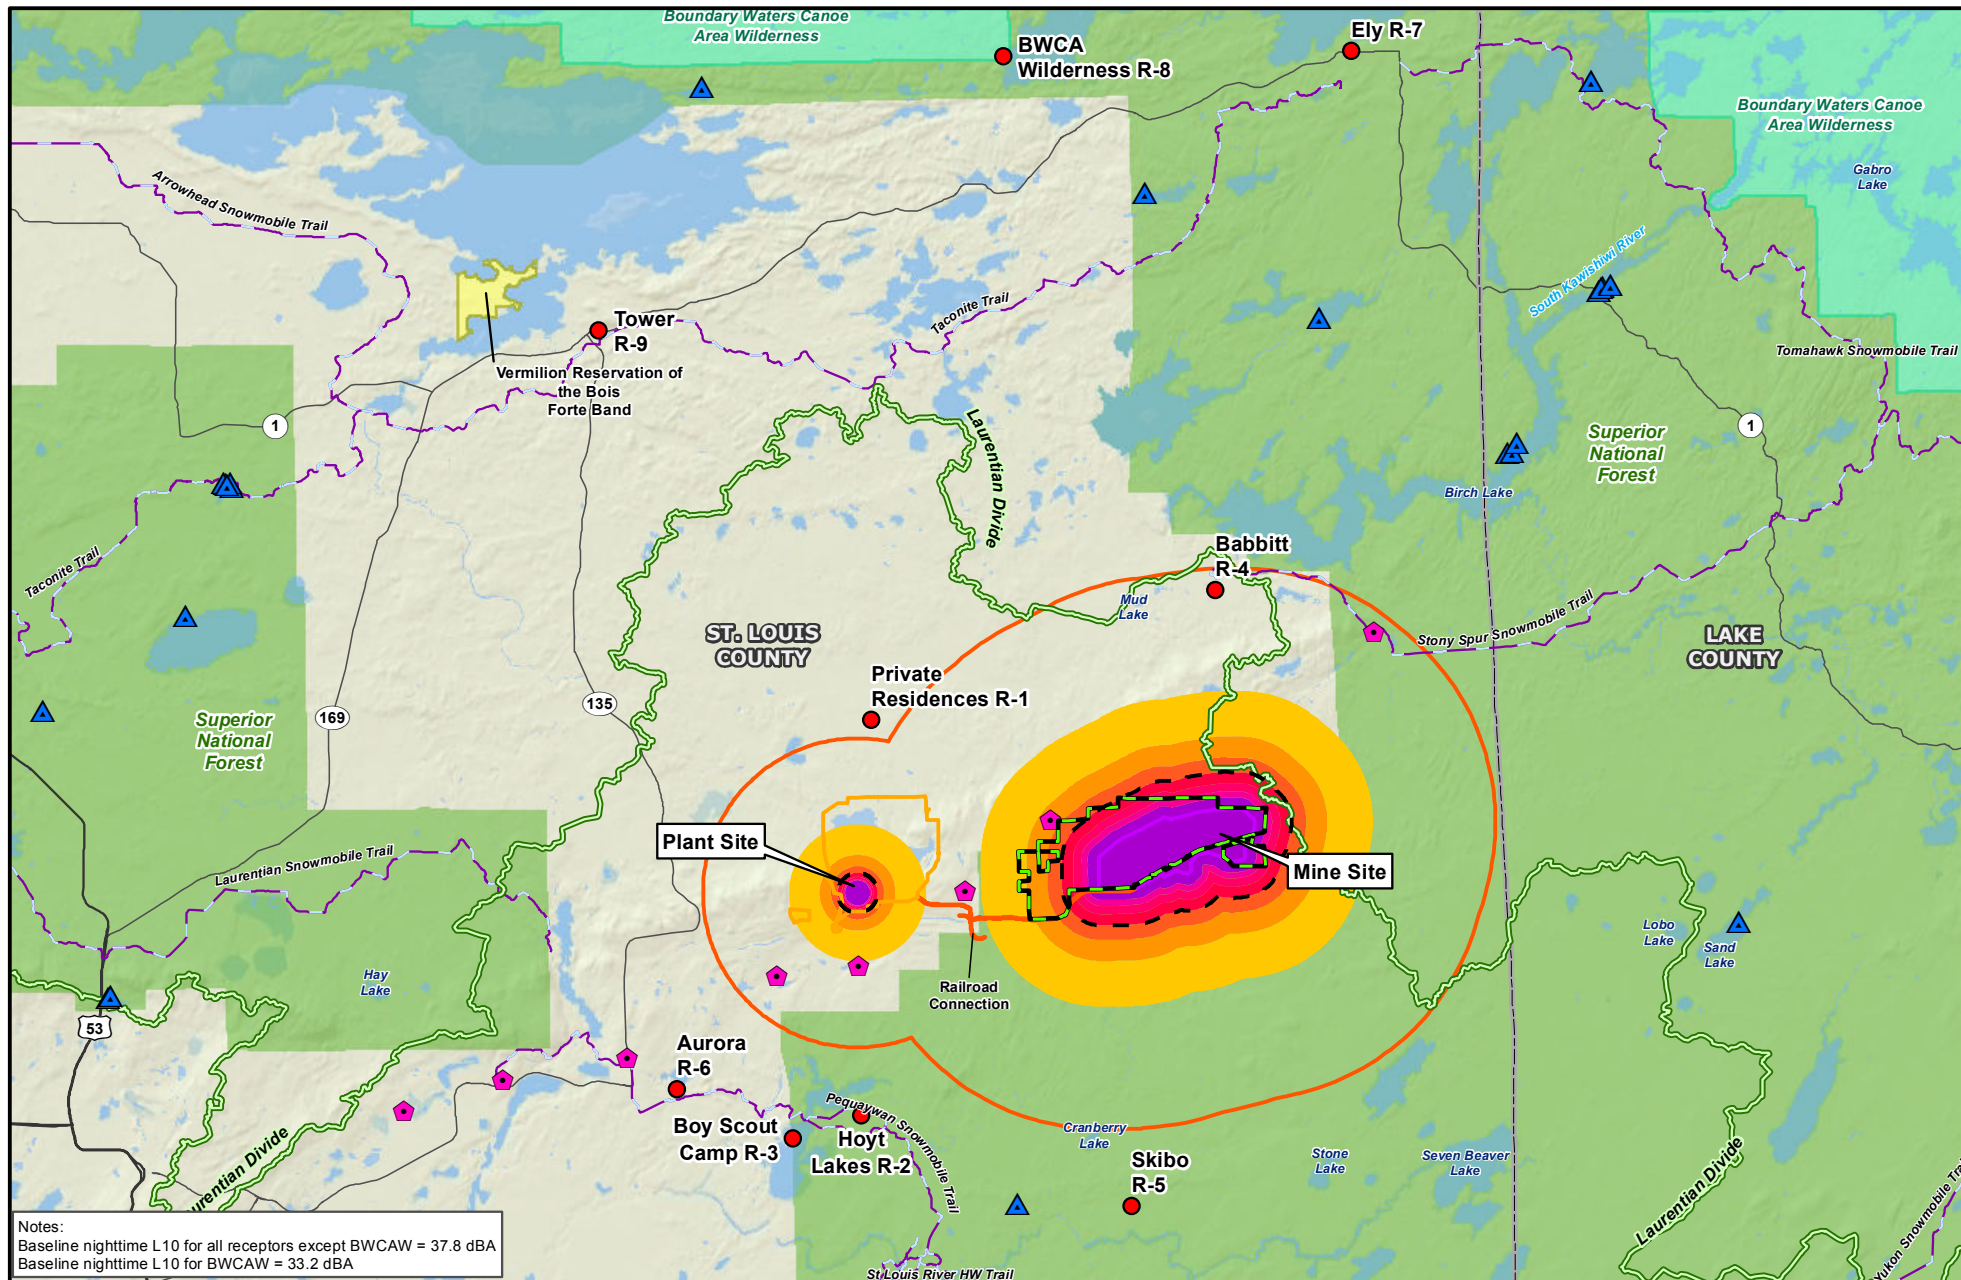 Boundary Waters Canoe
Area Wilderness
BWCA
Wilderness R-8
Ely R-7
Boundary Waters Canoe
Area Wilderness
Gabro
Lake
Arrowhead Snowmobile Trail
South Kawishiwi River
Taconite Trail
Tower
R-9
Tomahawk Snowmobile Trail
Vermilion Reservation of
the Bois
Forte Band
1
1
Laurentian Divide
Superior
National
Forest
Birch Lake
Taconite Trail
Babbitt
R-4
Mud
Lake
Stony Spur Snowmobile Trail
ST. LOUIS
COUNTY
LAKE
COUNTY
Private
Residences R-1
135
169
Superior
National
Forest
Plant Site
Mine Site
Laurentian Snowmobile Trail
Lobo
Lake
Sand
Lake
Hay
Lake
Railroad
Connection
53
Aurora
R-6
Pequaywan Snowmobile Trail
Boy Scout
Camp R-3
Hoyt
Lakes R-2
Cranberry
Lake
Skibo
R-5
Stone
Lake
Seven Beaver
Lake
Laurentian Divide
urentian Divide
Yukon Snowmobile Trai
St Louis River HW Trail
Notes:
Baseline nighttime L10 for all receptors except BWCAW = 37.8 dBA
Baseline nighttime L10 for BWCAW = 33.2 dBA